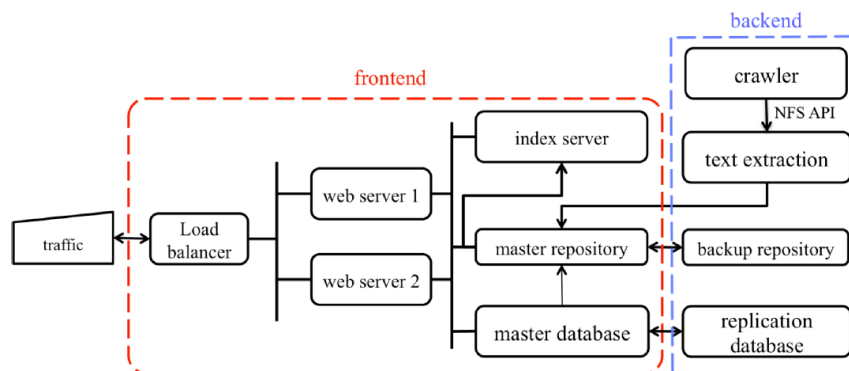 backend
frontend
crawler
NFS API
index server
text extraction
web server 1
traffic
Load
balancer
master repository
backup repository
web server 2
master database
replication
database